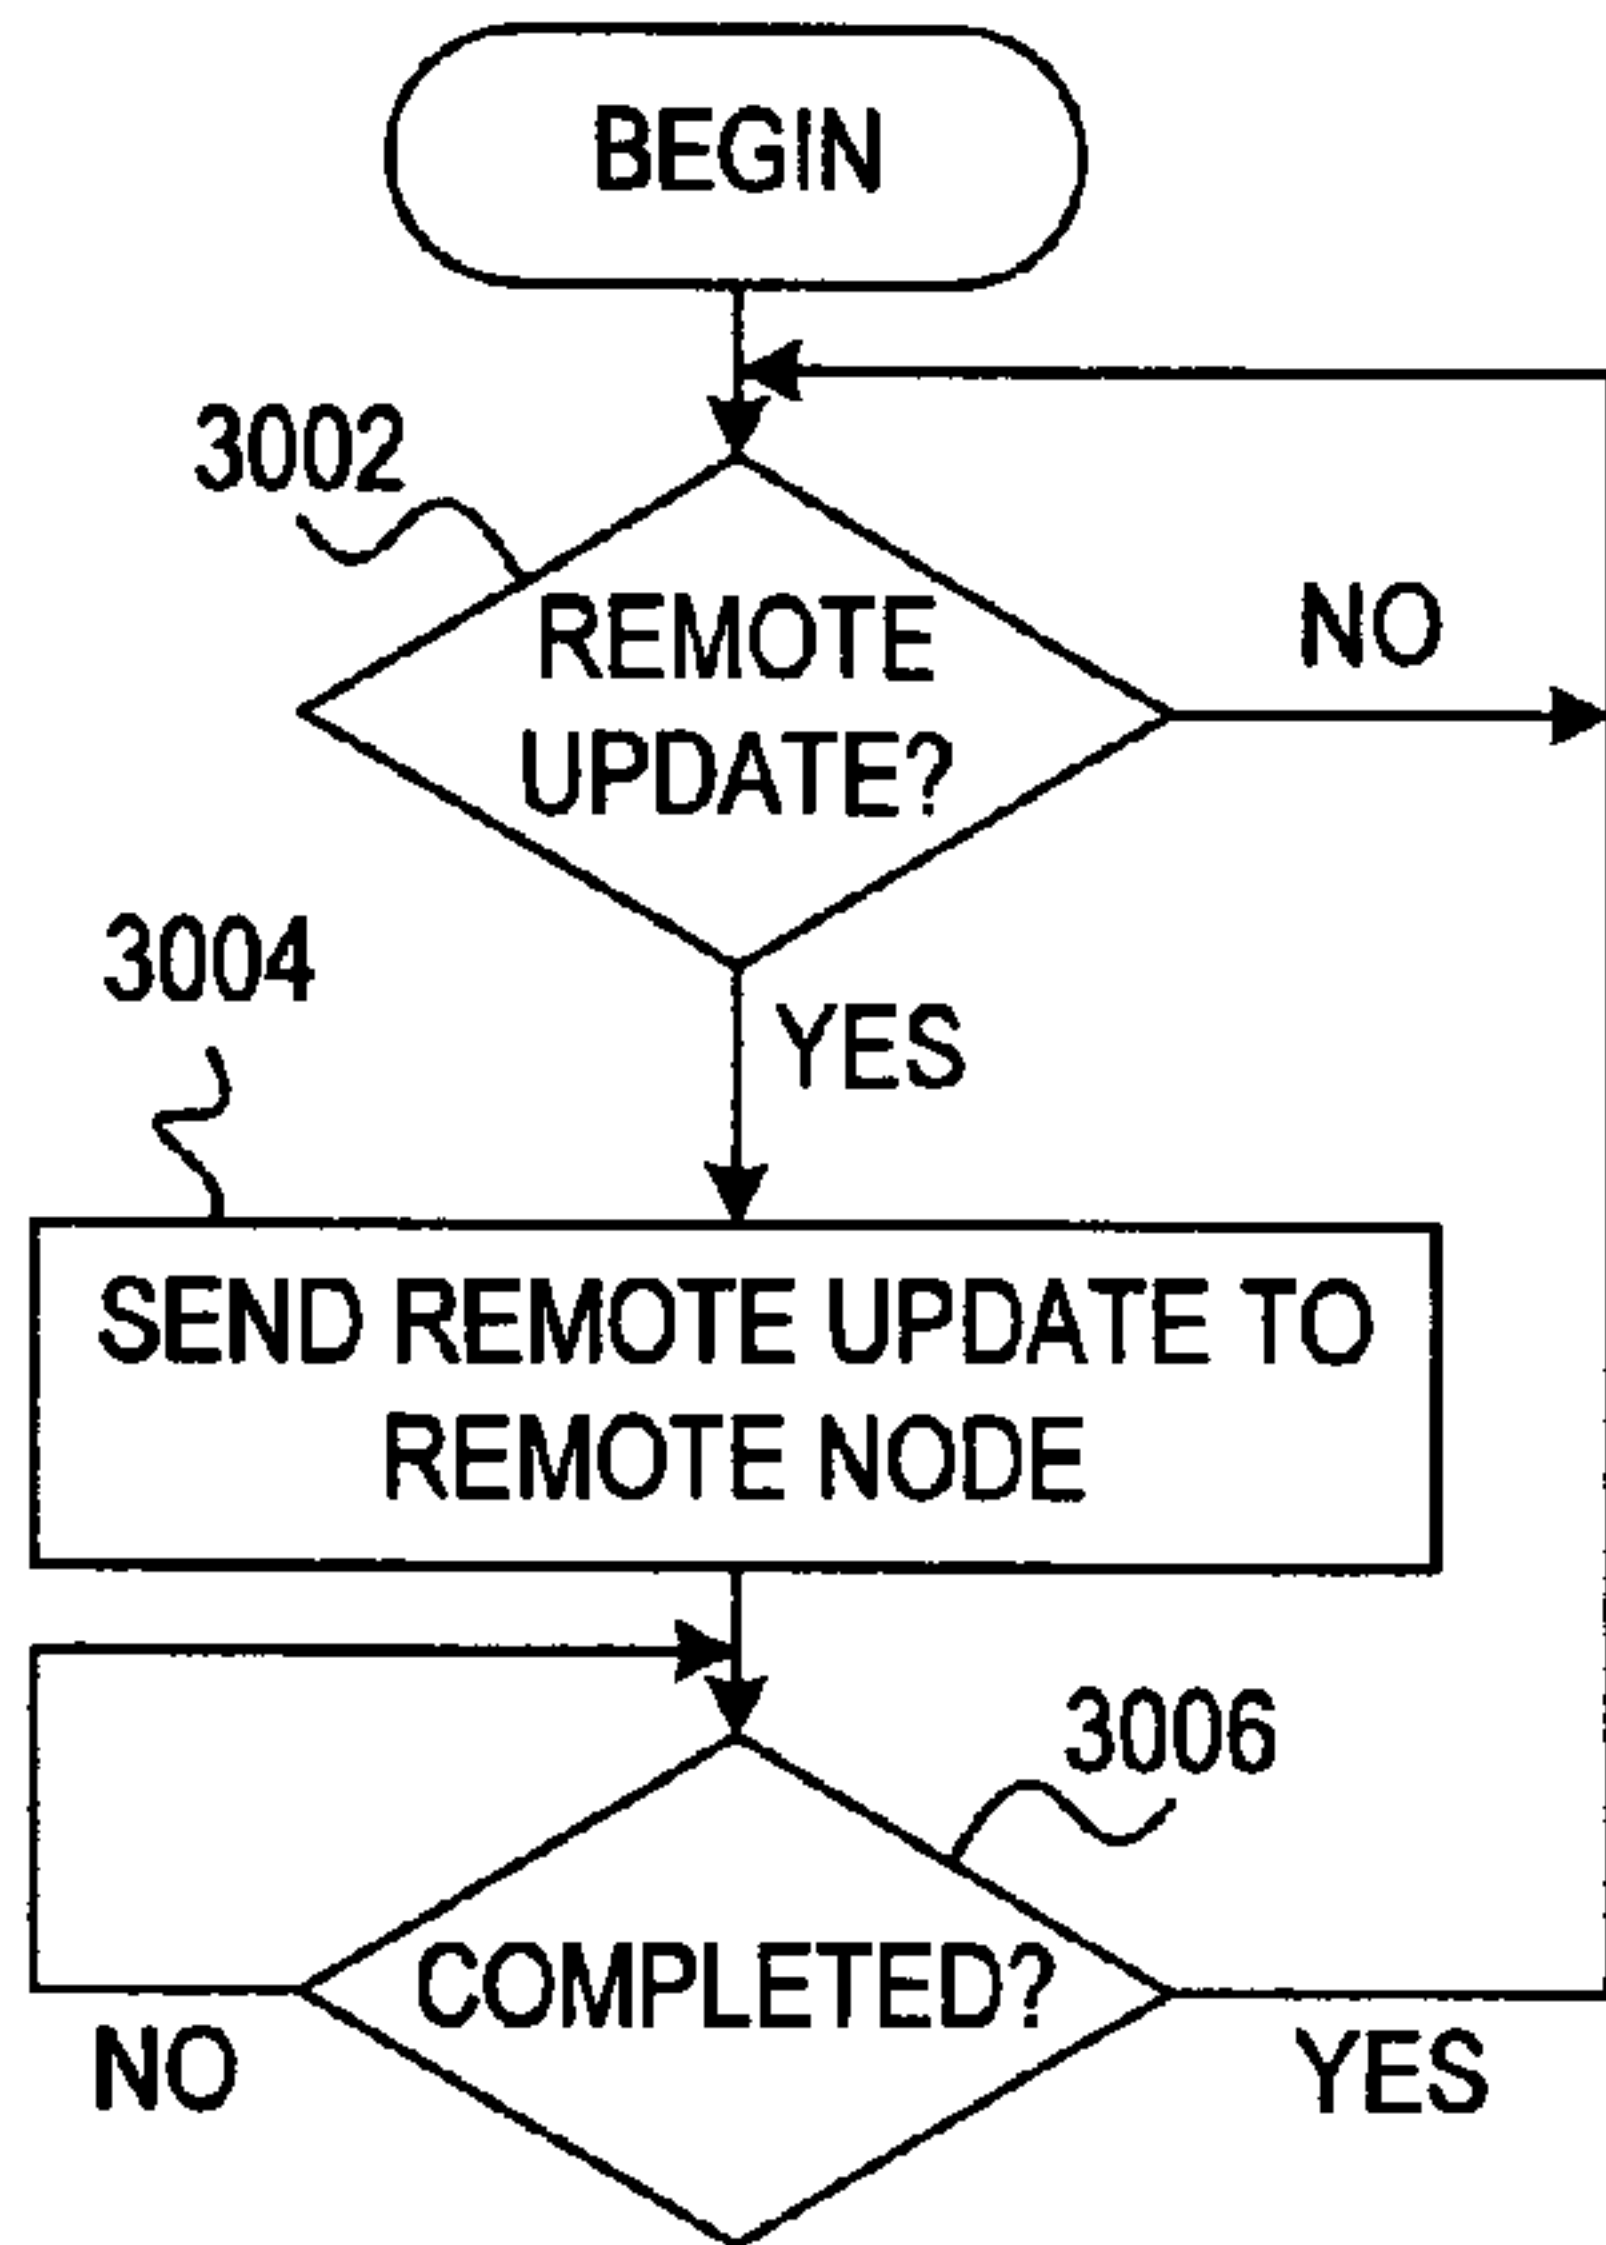 BEGIN
3002
REMOTE
UPDATE?
NO
3004
YES
SEND REMOTE UPDATE TO
REMOTE NODE
3006
COMPLETED?
NO
YES